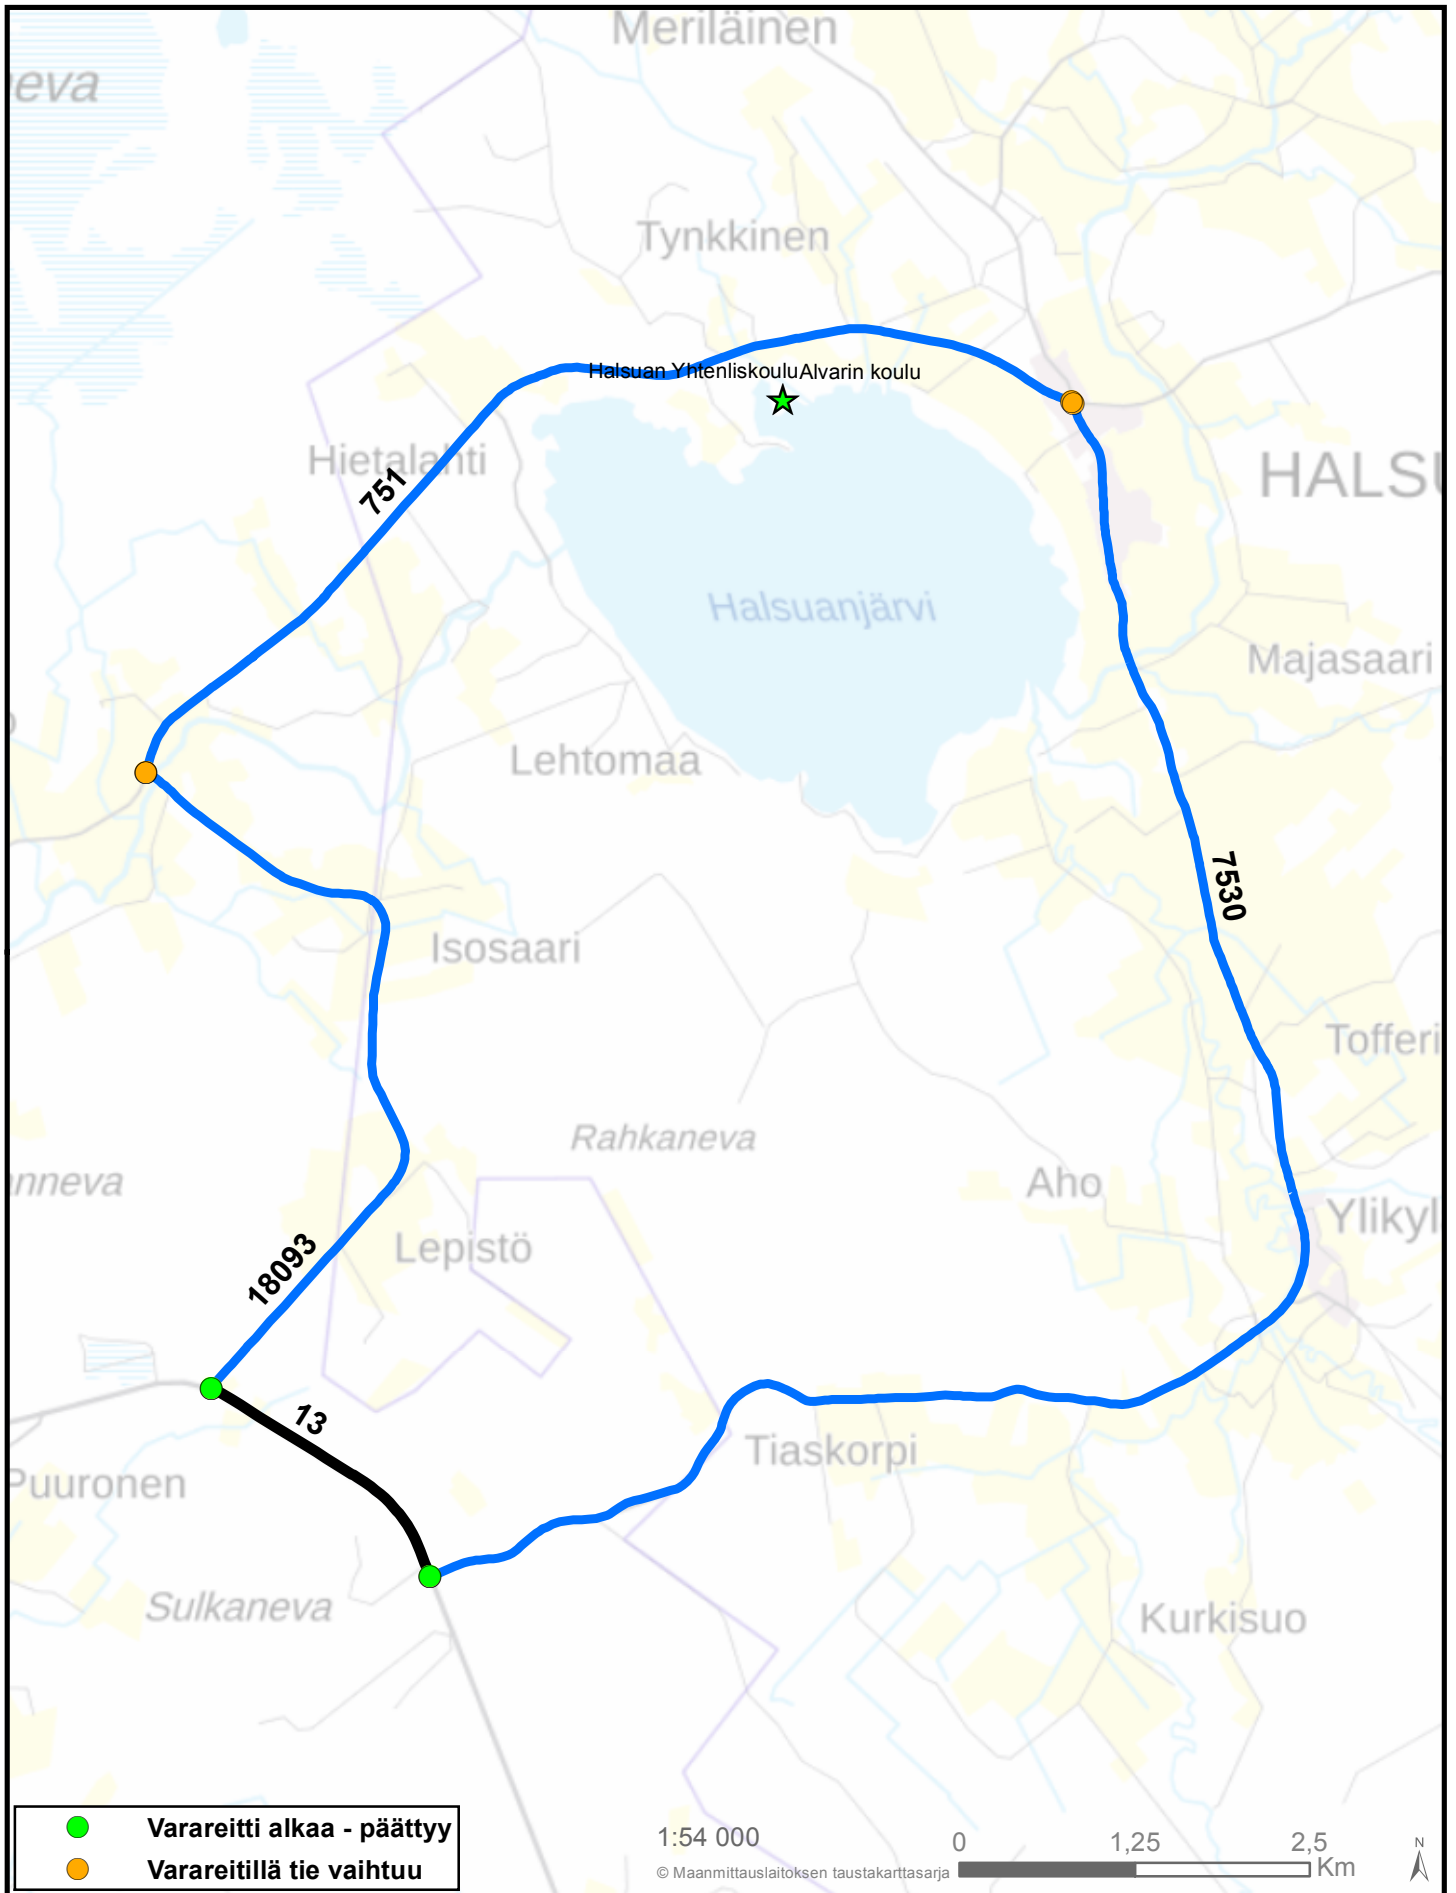 Meriläinen
neva
Tynkkinen
Halsuan YhtenliskouluAlvarin koulu
Hietalahti
751
HALSU
Halsuanjärvi
Majasaari
Lehtomaa
7530
Isosaari
Tofferi
Rahkaneva
nneva
Aho
Ylikyl
Lepistö
18093
13
Tiaskorpi
Puuronen
Sulkaneva
Kurkisuo
Varareitti alkaa - päättyy
Varareitillä tie vaihtuu
1:54 000
© Maanmittauslaitoksen taustakarttasarja
0 1,25 2,5
Km
N